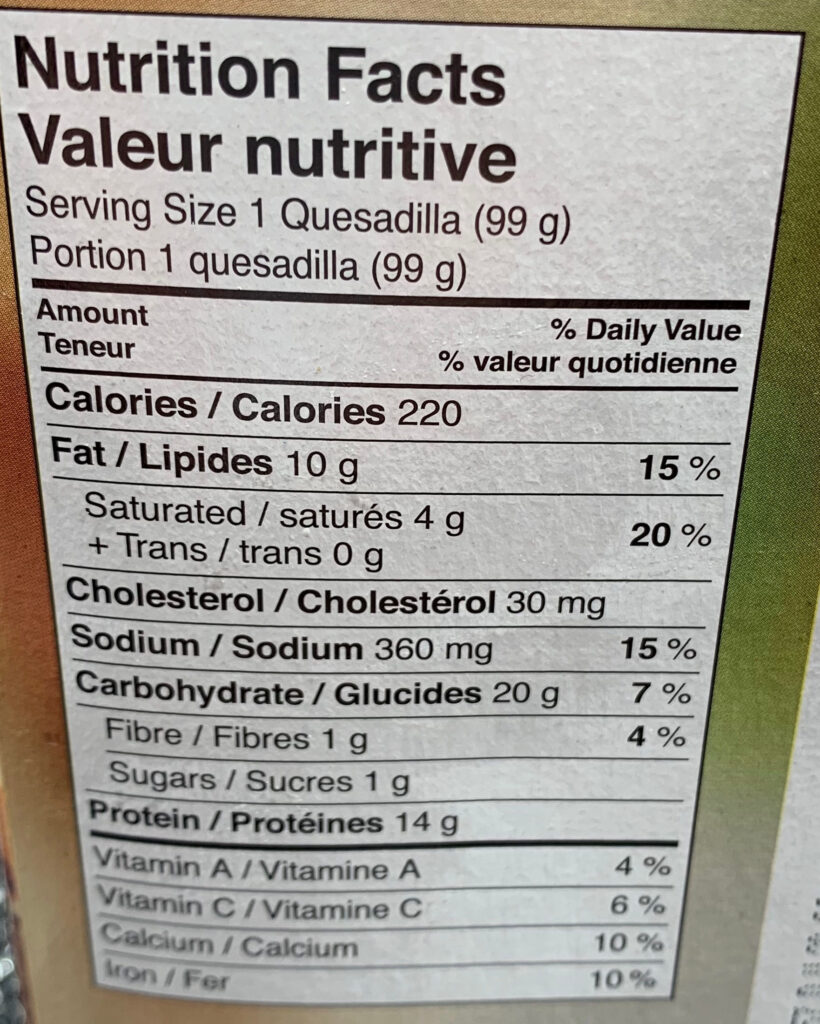 Nutrition Facts
Valeur nutritive
Serving Size 1 Quesadilla (99 g)
Portion 1 quesadilla (99 g)
Amount
Teneur
% Daily Value
% valeur quotidienne
Calories / Calories 220
Fat / Lipides 10 g 15 %
Saturated / saturés 4 g
+ Trans / trans 0 g
20 %
Cholesterol / Cholestérol 30 mg
Sodium / Sodium 360 mg 15 %
Carbohydrate / Glucides 20 g 7 %
Fibre / Fibres 1 g 4 %
Sugars / Sucres 1 g
Protein / Protéines 14 g
Vitamin A / Vitamine A 4 %
Vitamin C / Vitamine C 6 %
Calcium / Calcium 10 %
Iron / Fer 10 %